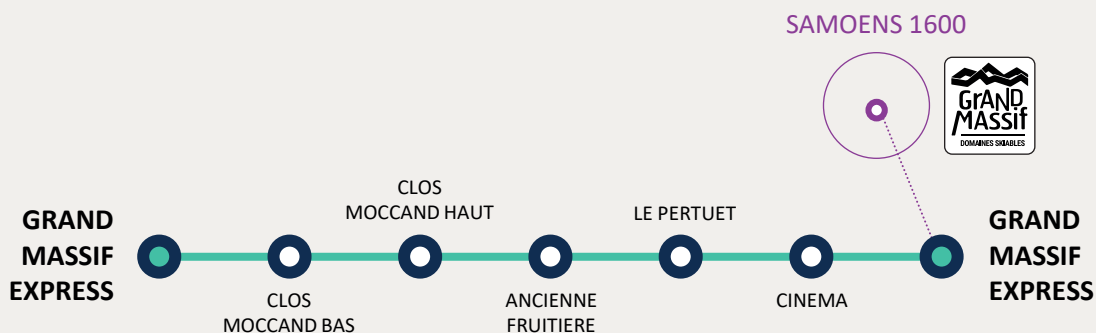 SAMOENS 1600
GrAND
MASSif
DOMAINES SKIABLES
GRAND
MASSIF
EXPRESS
CLOS
MOCCAND BAS
CLOS
MOCCAND HAUT
ANCIENNE
FRUITIERE
LE PERTUET
CINEMA
GRAND
MASSIF
EXPRESS